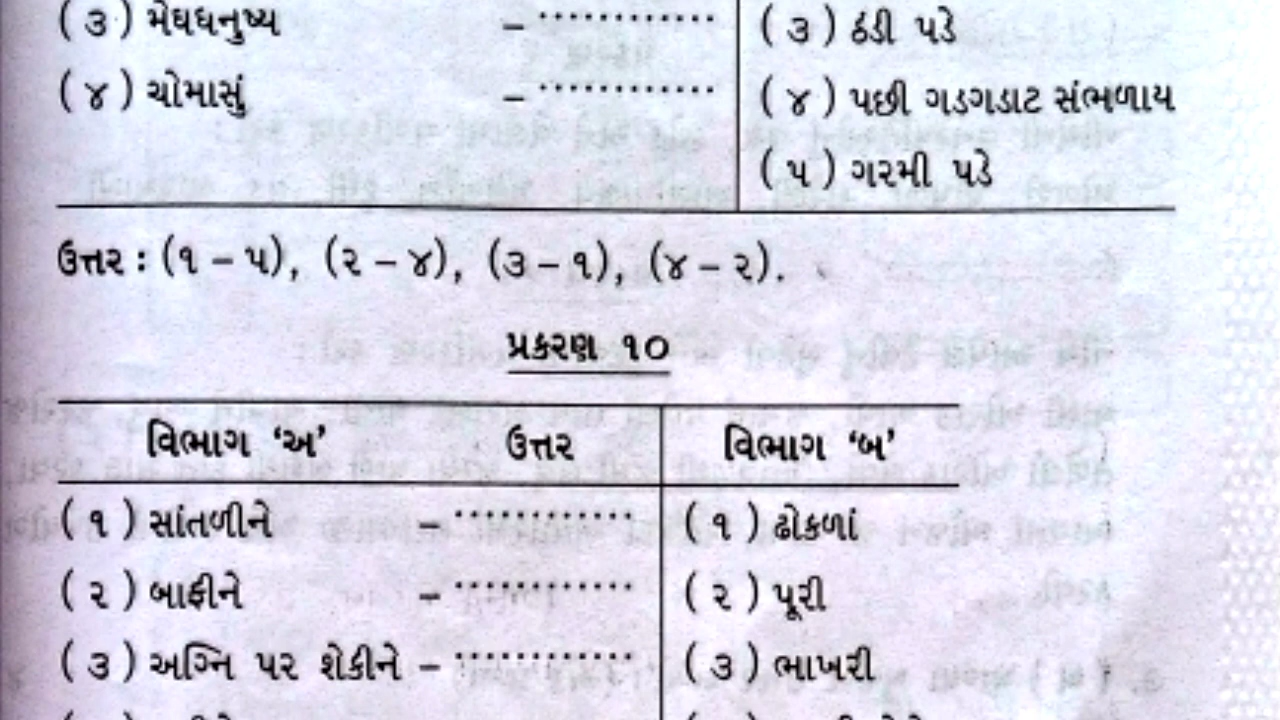 (૩) મેઘધનુષ્ય – ............ (૩) ઠંડી પડે
(૪) ચોમાસું – ............ (૪) પછી ગડગડાટ સંભળાય
(૫) ગરમી પડે
ઉત્તર : (૧ – ૫), (૨ – ૪), (૩ – ૧), (૪ – ૨).
પ્રકરણ ૧૦
વિભાગ ‘અ’ ઉત્તર વિભાગ ‘બ’
(૧) સાંતળીને – ............ (૧) ઢોકળાં
(૨) બાફીને – ............ (૨) પૂરી
(૩) અગ્નિ પર શેકીને – ............ (૩) ભાખરી